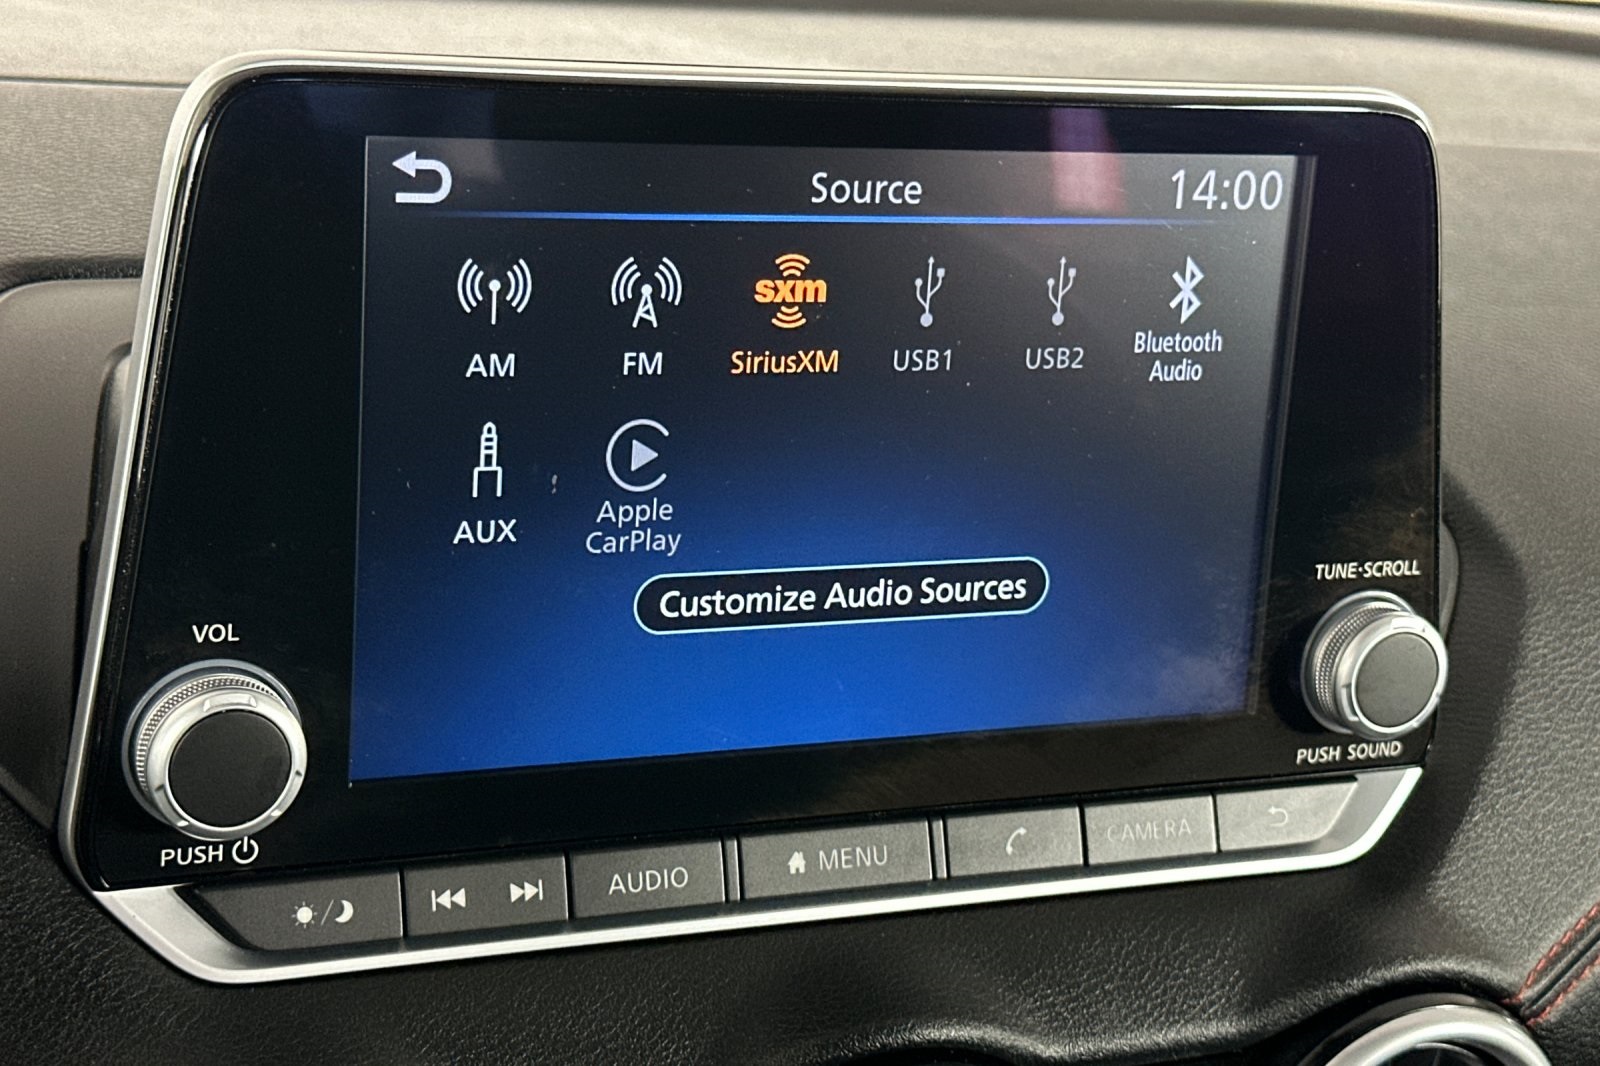 Source
14:00
sxm
AM
FM
SiriusXM
USB1
USB2
Bluetooth
Audio
AUX
Apple
CarPlay
Customize Audio Sources
VOL
PUSH
TUNE·SCROLL
PUSH SOUND
AUDIO
MENU
CAMERA